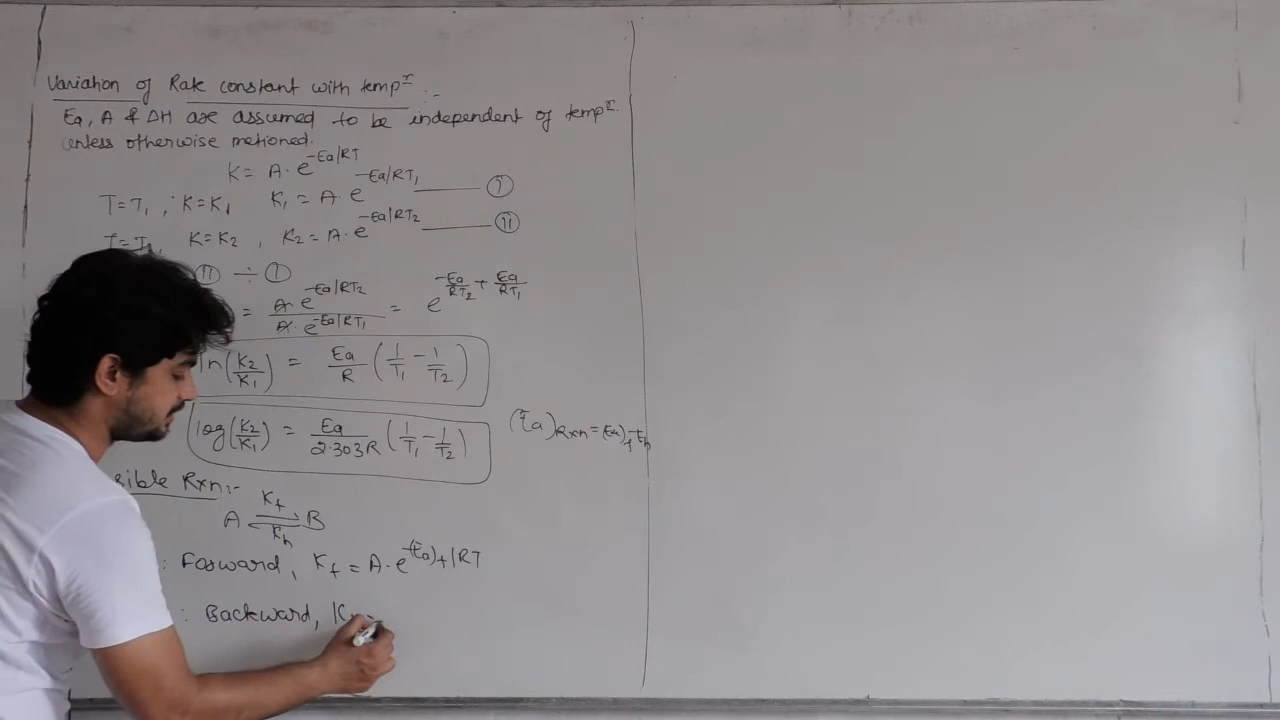 Variation of Rate constant with tempr :-
Ea, A & ΔH are assumed to be independent of tempr.
unless otherwise metioned.
K = A. e^-Ea/RT
T=T1, K=K1 K1 = A. e^-Ea/RT1 — I
T=T2, K=K2, K2 = A. e^-Ea/RT2 — II
II ÷ I
= A e^-Ea/RT2 / A. e^-Ea/RT1 = e^-Ea/RT2 + Ea/RT1
ln(K2/K1) = Ea/R (1/T1 - 1/T2)
log(K2/K1) = Ea/2.303R (1/T1 - 1/T2) (Ea)Rxn = (Ea)f - Eb
sible Rxn:-
A ⇌ B Kf Kb
: Forward, Kf = A. e^-(Ea)f/RT
: Backward,